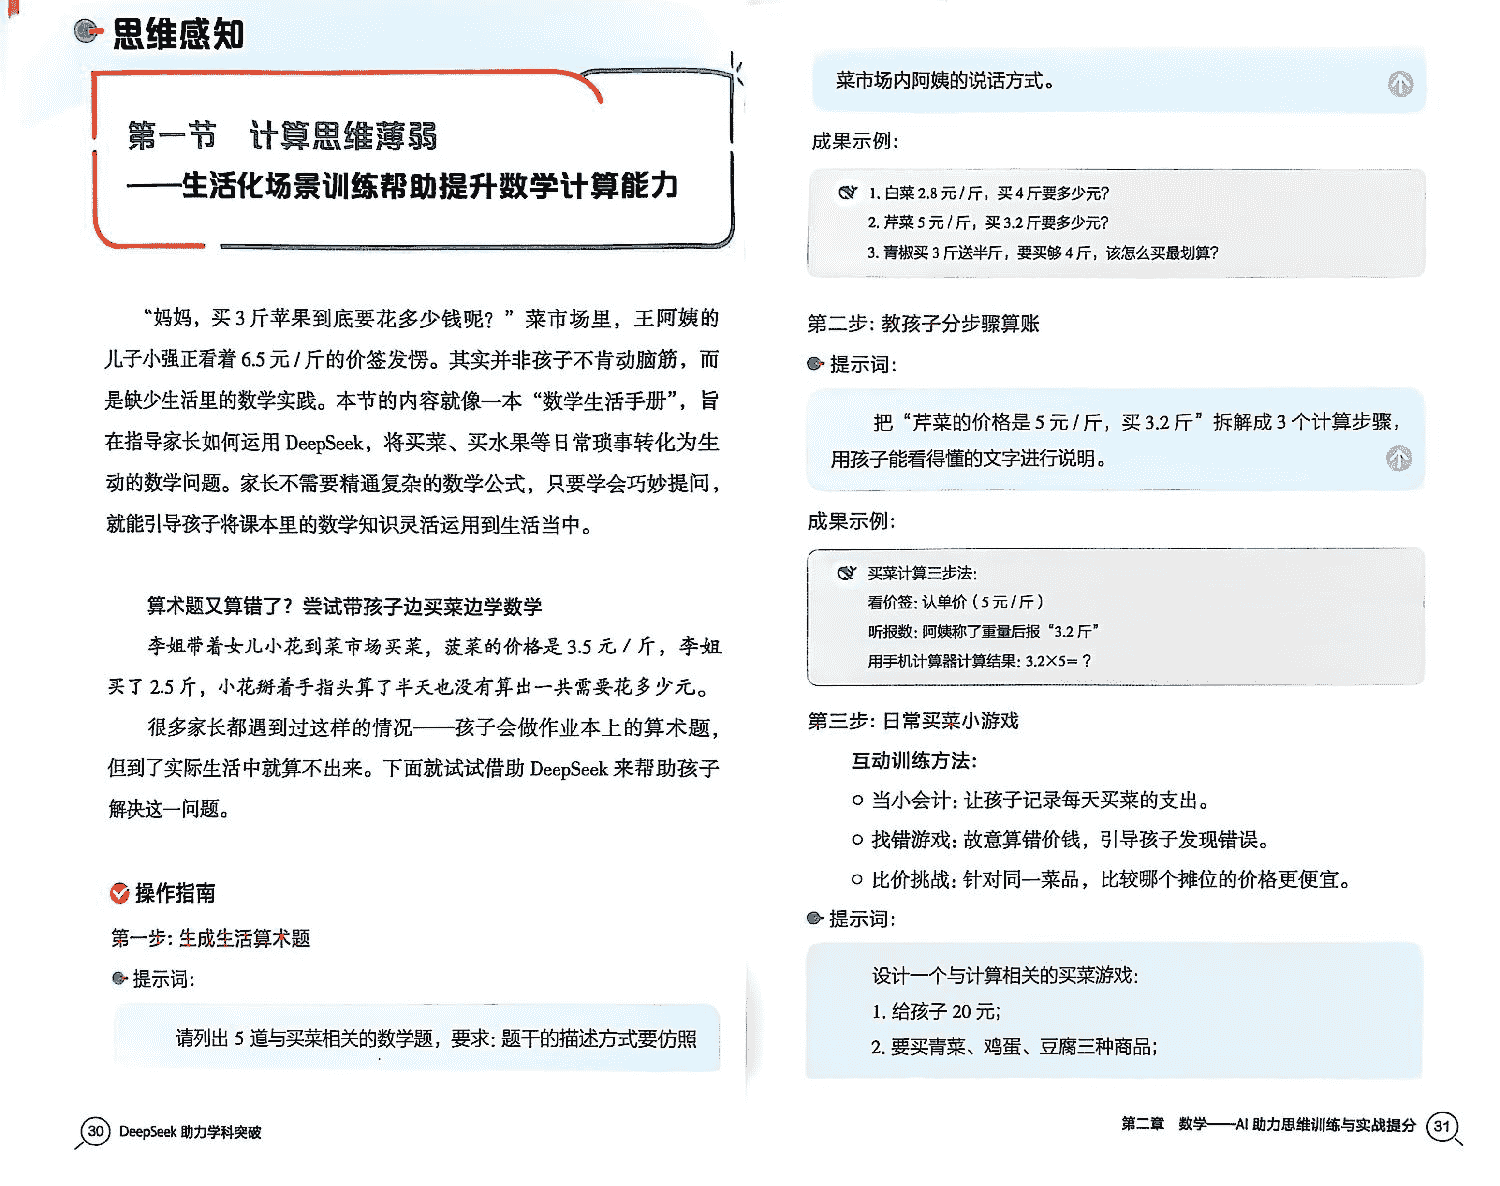 思维感知
第一节 计算思维薄弱
——生活化场景训练帮助提升数学计算能力
“妈妈，买 3 斤苹果到底要花多少钱呢？”菜市场里，王阿姨的
儿子小强正看着 6.5 元 / 斤的价签发愣。其实并非孩子不肯动脑筋，而
是缺少生活里的数学实践。本节的内容就像一本“数学生活手册”，旨
在指导家长如何运用 DeepSeek，将买菜、买水果等日常琐事转化为生
动的数学问题。家长不需要精通复杂的数学公式，只要学会巧妙提问，
就能引导孩子将课本里的数学知识灵活运用到生活当中。
算术题又算错了？尝试带孩子边买菜边学数学
李姐带着女儿小花到菜市场买菜，菠菜的价格是 3.5 元 / 斤，李姐
买了 2.5 斤，小花掰着手指头算了半天也没有算出一共需要花多少元。
很多家长都遇到过这样的情况——孩子会做作业本上的算术题，
但到了实际生活中就算不出来。下面就试试借助 DeepSeek 来帮助孩子
解决这一问题。
操作指南
第一步：生成生活算术题
提示词：
请列出 5 道与买菜相关的数学题，要求：题干的描述方式要仿照
30 DeepSeek 助力学科突破
菜市场内阿姨的说话方式。
成果示例：
1. 白菜 2.8 元 / 斤，买 4 斤要多少元？
2. 芹菜 5 元 / 斤，买 3.2 斤要多少元？
3. 青椒买 3 斤送半斤，要买够 4 斤，该怎么买最划算？
第二步：教孩子分步骤算账
提示词：
把“芹菜的价格是 5 元 / 斤，买 3.2 斤”拆解成 3 个计算步骤，
用孩子能看得懂的文字进行说明。
成果示例：
买菜计算三步法：
看价签：认单价（5 元 / 斤）
听报数：阿姨称了重量后报“3.2 斤”
用手机计算器计算结果：3.2×5=？
第三步：日常买菜小游戏
互动训练方法：
当小会计：让孩子记录每天买菜的支出。
找错游戏：故意算错价钱，引导孩子发现错误。
比价挑战：针对同一菜品，比较哪个摊位的价格更便宜。
提示词：
设计一个与计算相关的买菜游戏：
1. 给孩子 20 元；
2. 要买青菜、鸡蛋、豆腐三种商品；
第二章 数学——AI 助力思维训练与实战提分 31